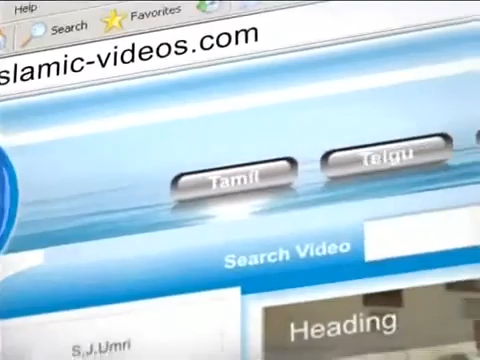 Help
Search Favorites
slamic-videos.com
Tamil Telgu
Search Video
S.J.Umri
Heading